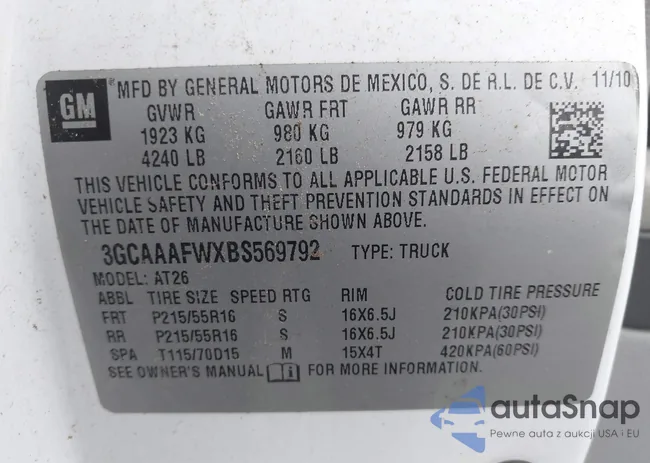 GM
*MFD BY GENERAL MOTORS DE MEXICO, S. DE R.L. DE C.V. 11/10
GVWR GAWR FRT GAWR RR
1923 KG 980 KG 979 KG
4240 LB 2160 LB 2158 LB
THIS VEHICLE CONFORMS TO ALL APPLICABLE U.S. FEDERAL MOTOR
VEHICLE SAFETY AND THEFT PREVENTION STANDARDS IN EFFECT ON
THE DATE OF MANUFACTURE SHOWN ABOVE.
3GCAAAFWXBS569792 TYPE: TRUCK
MODEL: AT26
ABBL TIRE SIZE SPEED RTG RIM COLD TIRE PRESSURE
FRT P215/55R16 S 16X6.5J 210KPA(30PSI)
RR P215/55R16 S 16X6.5J 210KPA(30PSI)
SPA T115/70D15 M 15X4T 420KPA(60PSI)
SEE OWNER'S MANUAL FOR MORE INFORMATION.
autaSnap
Pewne auta z aukcji USA i EU